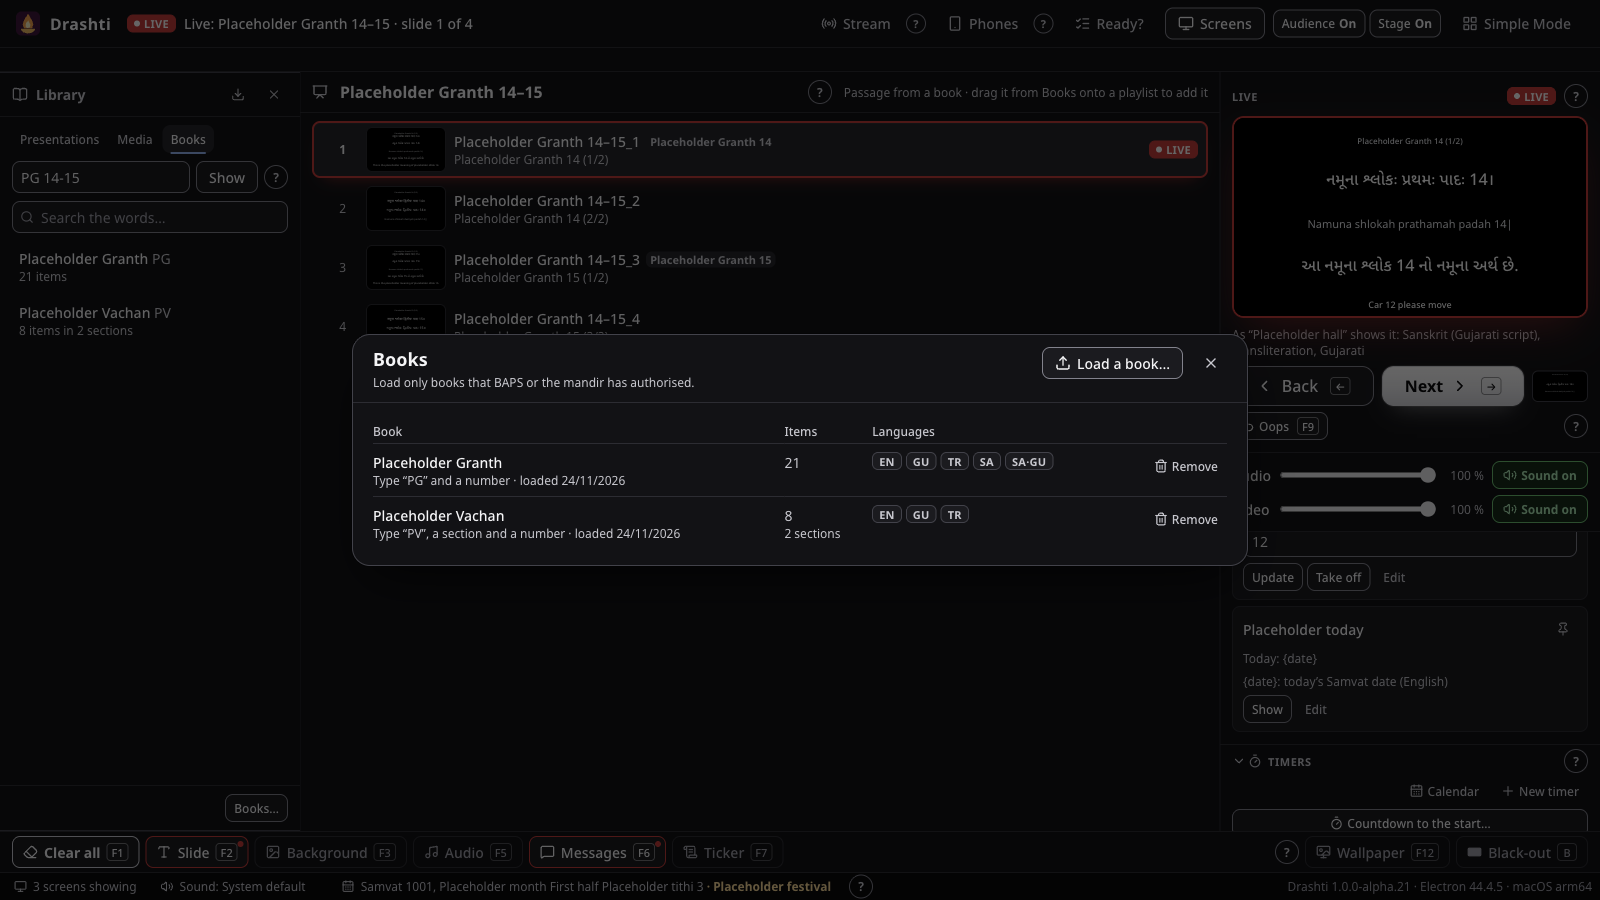 Drashti
LIVE
Live: Placeholder Granth 14–15 · slide 1 of 4
Stream ?
Phones ?
Ready?
Screens
Audience On
Stage On
Simple Mode
Library
Presentations Media Books
PG 14-15
Show
?
Search the words...
Placeholder Granth PG
21 items
Placeholder Vachan PV
8 items in 2 sections
Books...
Placeholder Granth 14–15
? Passage from a book · drag it from Books onto a playlist to add it
1
Placeholder Granth 14–15_1 Placeholder Granth 14
Placeholder Granth 14 (1/2)
LIVE
2
Placeholder Granth 14–15_2
Placeholder Granth 14 (2/2)
3
Placeholder Granth 14–15_3 Placeholder Granth 15
Placeholder Granth 15 (1/2)
4
Placeholder Granth 14–15_4
Books
Load only books that BAPS or the mandir has authorised.
Load a book...
Book Items Languages
Placeholder Granth 21 EN GU TR SA SA·GU Remove
Type “PG” and a number · loaded 24/11/2026
Placeholder Vachan 8 EN GU TR Remove
Type “PV”, a section and a number · loaded 24/11/2026 2 sections
LIVE
LIVE ?
Placeholder Granth 14 (1/2)
નમૂના શ્લોકઃ પ્રથમઃ પાદઃ 14।
Namuna shlokah prathamah padah 14|
આ નમૂના શ્લોક 14 નો નમૂના અર્થ છે.
Car 12 please move
As “Placeholder hall” shows it: Sanskrit (Gujarati script),
Gujarati
Back
Next
Oops F9
?
100 % Sound on
100 % Sound on
12
Update Take off Edit
Placeholder today
Today: {date}
{date}: today’s Samvat date (English)
Show Edit
TIMERS ?
Calendar New timer
Countdown to the start...
Clear all F1
Slide F2
Background F3
Audio F5
Messages F6
Ticker F7
?
Wallpaper F12
Black-out B
3 screens showing
Sound: System default
Samvat 1001, Placeholder month First half Placeholder tithi 3 · Placeholder festival
?
Drashti 1.0.0-alpha.21 · Electron 44.4.5 · macOS arm64